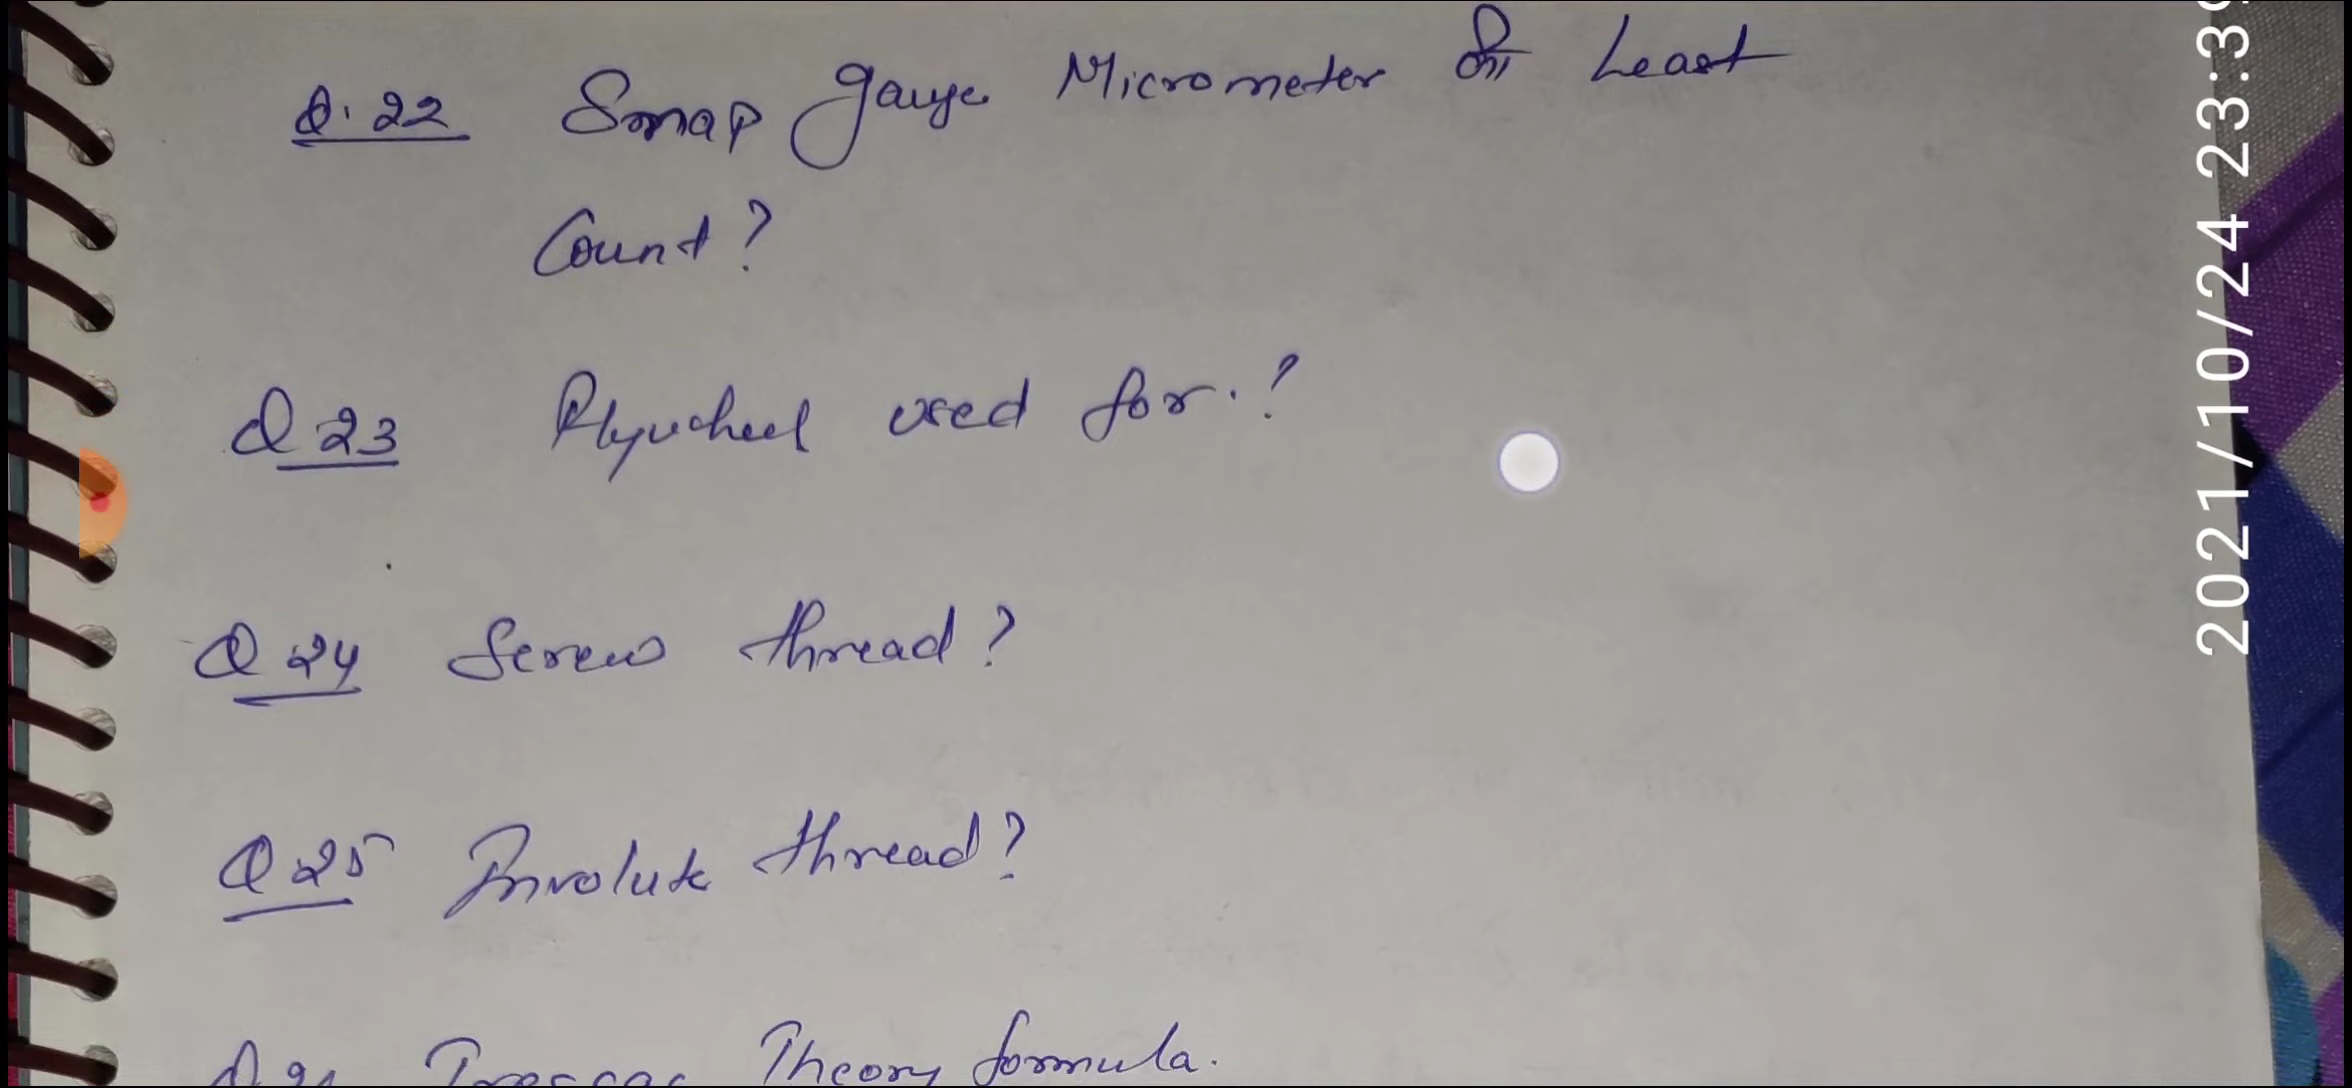 Q.22 Snap gauge Micrometer की Least
Count?
Q 23 Flywheel used for.?
Q 24 Screw thread?
Q 25 Involute thread?
Theory formula.
2021/10/24 23:3